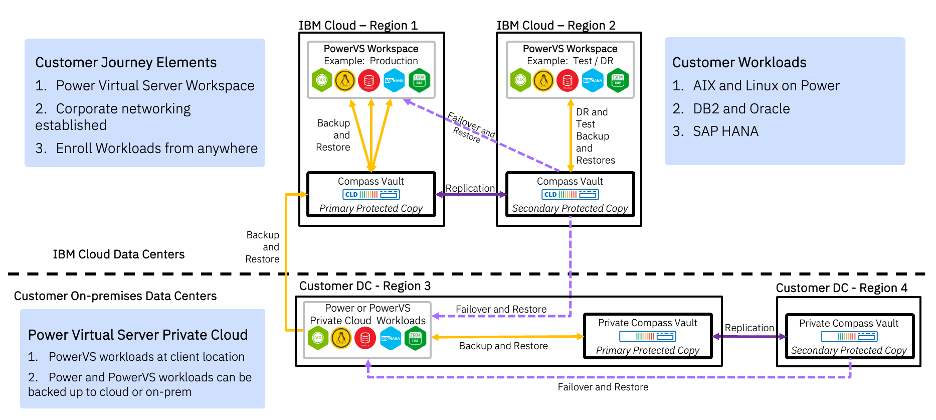 IBM Cloud – Region 1
IBM Cloud – Region 2
Customer Journey Elements
1. Power Virtual Server Workspace
2. Corporate networking
established
3. Enroll Workloads from anywhere
PowerVS Workspace
Example: Production
PowerVS Workspace
Example: Test / DR
Customer Workloads
1. AIX and Linux on Power
2. DB2 and Oracle
3. SAP HANA
Backup
and
Restore
Failover and
Restore
DR and
Test
Backup
and
Restores
Compass Vault
CLD
Primary Protected Copy
Replication
Compass Vault
CLD
Secondary Protected Copy
Backup
and
Restore
IBM Cloud Data Centers
Customer On-premises Data Centers
Customer DC - Region 3
Customer DC - Region 4
Power Virtual Server Private Cloud
1. PowerVS workloads at client location
2. Power and PowerVS workloads can be
backed up to cloud or on-prem
Power or PowerVS
Private Cloud Workloads
Failover and Restore
Backup and Restore
Private Compass Vault
Primary Protected Copy
Replication
Private Compass Vault
Secondary Protected Copy
Failover and Restore